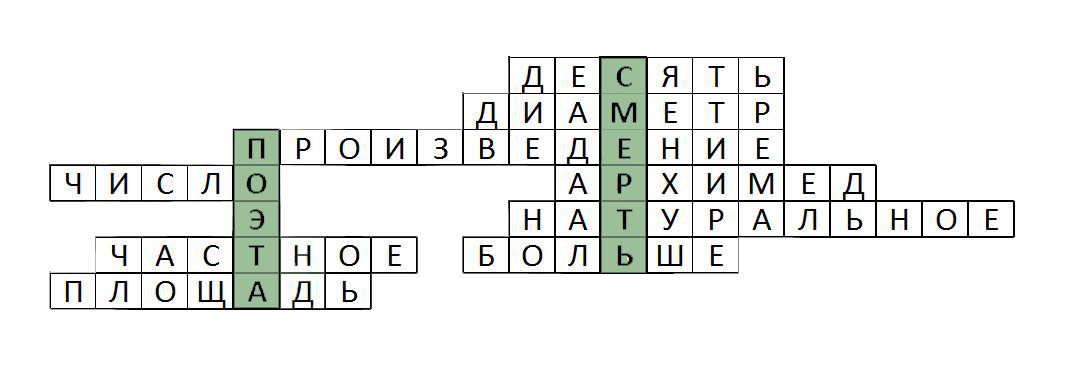 ДЕСЯТЬ
ДИАМЕТР
ПРОИЗВЕДЕНИЕ
ЧИСЛО АРХИМЕД
Э НАТУРАЛЬНОЕ
ЧАСТНОЕ БОЛЬШЕ
ПЛОЩАДЬ